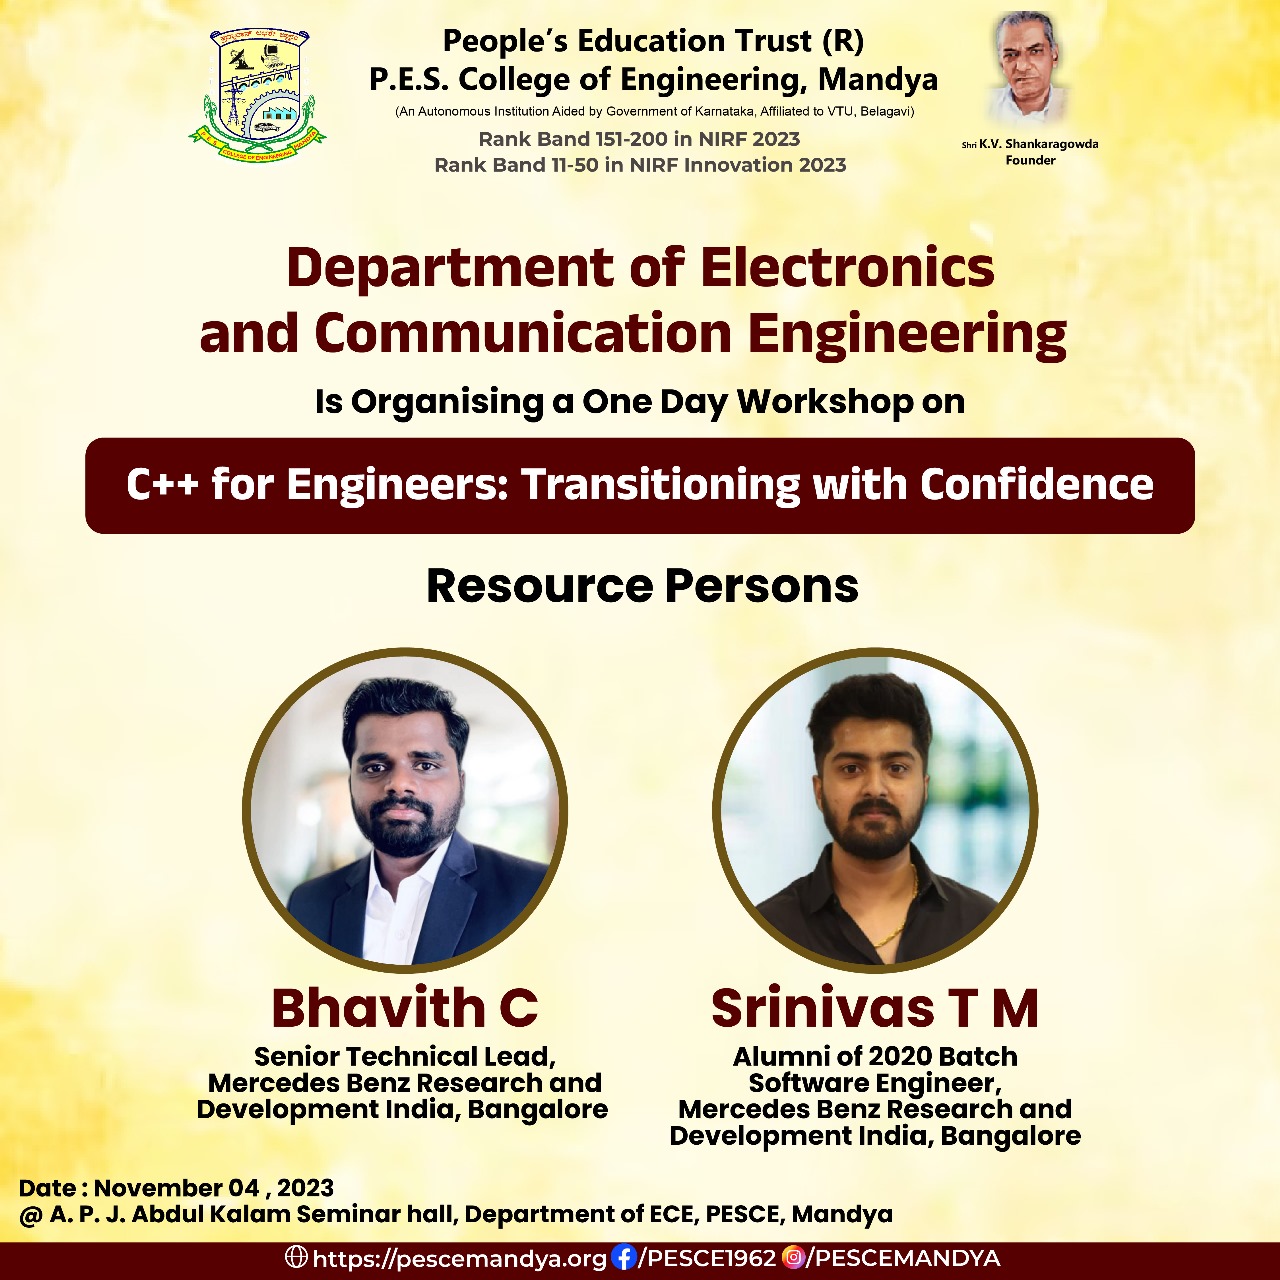 People's Education Trust (R)
P.E.S. College of Engineering, Mandya
(An Autonomous Institution Aided by Government of Karnataka, Affiliated to VTU, Belagavi)
Rank Band 151-200 in NIRF 2023
Rank Band 11-50 in NIRF Innovation 2023
P. E. S. COLLEGE OF ENGINEERING, MANDYA
Shri K.V. Shankaragowda
Founder
Department of Electronics
and Communication Engineering
Is Organising a One Day Workshop on
C++ for Engineers: Transitioning with Confidence
Resource Persons
Bhavith C
Senior Technical Lead,
Mercedes Benz Research and
Development India, Bangalore
Srinivas T M
Alumni of 2020 Batch
Software Engineer,
Mercedes Benz Research and
Development India, Bangalore
Date : November 04 , 2023
@ A. P. J. Abdul Kalam Seminar hall, Department of ECE, PESCE, Mandya
https://pescemandya.org /PESCE1962 /PESCEMANDYA